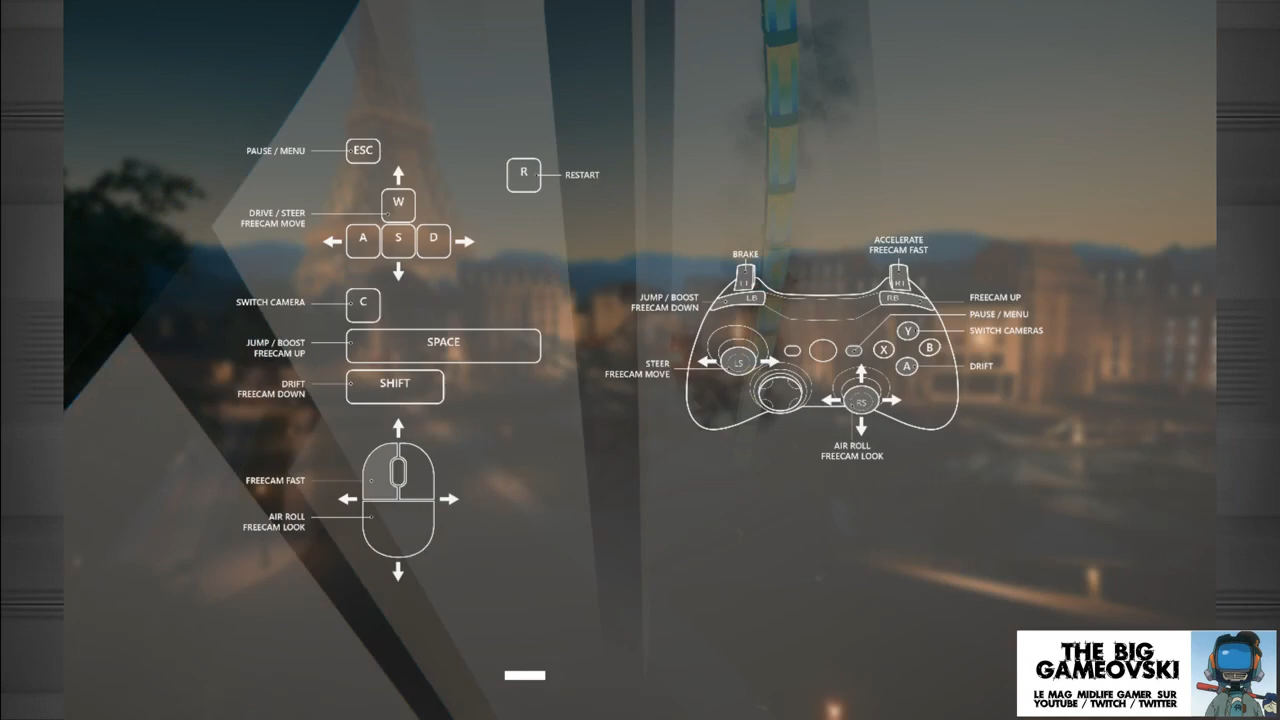 PAUSE / MENU
ESC
R
RESTART
W
DRIVE / STEER
FREECAM MOVE
A S D
SWITCH CAMERA
C
JUMP / BOOST
FREECAM UP
SPACE
DRIFT
FREECAM DOWN
SHIFT
FREECAM FAST
AIR ROLL
FREECAM LOOK
BRAKE
ACCELERATE
FREECAM FAST
JUMP / BOOST
FREECAM DOWN
LB
RB
FREECAM UP
PAUSE / MENU
SWITCH CAMERAS
Y
X
B
A
DRIFT
STEER
FREECAM MOVE
LS
RS
AIR ROLL
FREECAM LOOK
THE BIG
GAMEOVSKI
LE MAG MIDLIFE GAMER SUR
YOUTUBE / TWITCH / TWITTER